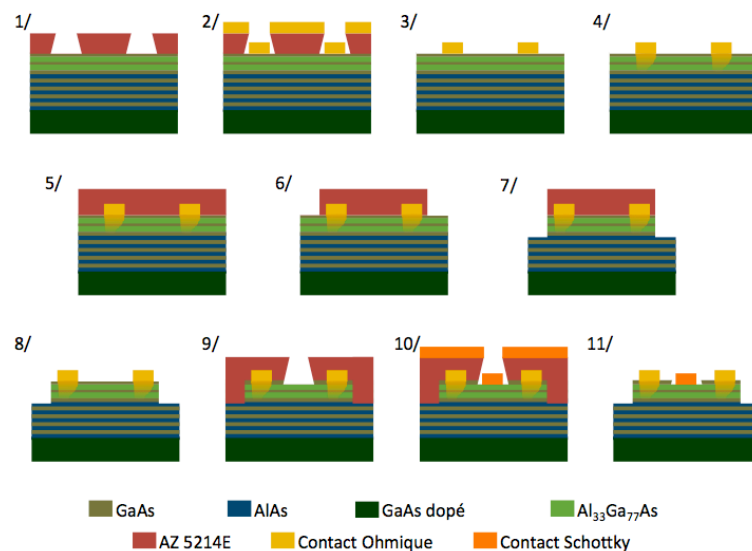 1/
2/
3/
4/
5/
6/
7/
8/
9/
10/
11/
GaAs
AlAs
GaAs dopé
Al₃₃Ga₇₇As
AZ 5214E
Contact Ohmique
Contact Schottky